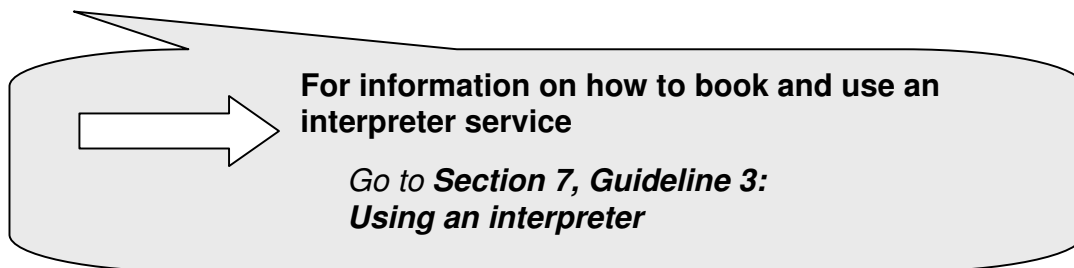 For information on how to book and use an
interpreter service
Go to Section 7, Guideline 3:
Using an interpreter